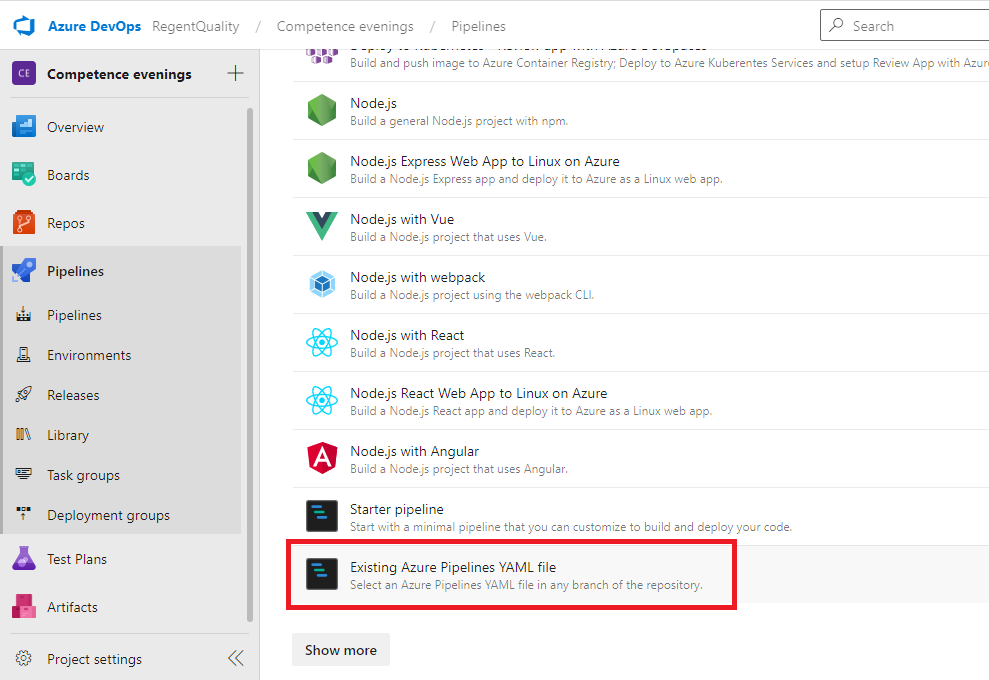 Azure DevOps RegentQuality / Competence evenings / Pipelines
Search
CE Competence evenings
Overview
Boards
Repos
Pipelines
Pipelines
Environments
Releases
Library
Task groups
Deployment groups
Test Plans
Artifacts
Project settings
Deploy to Kubernetes - Review app with Azure DevSpaces
Build and push image to Azure Container Registry; Deploy to Azure Kuberentes Services and setup Review App with Azure
Node.js
Build a general Node.js project with npm.
Node.js Express Web App to Linux on Azure
Build a Node.js Express app and deploy it to Azure as a Linux web app.
Node.js with Vue
Build a Node.js project that uses Vue.
Node.js with webpack
Build a Node.js project using the webpack CLI.
Node.js with React
Build a Node.js project that uses React.
Node.js React Web App to Linux on Azure
Build a Node.js React app and deploy it to Azure as a Linux web app.
Node.js with Angular
Build a Node.js project that uses Angular.
Starter pipeline
Start with a minimal pipeline that you can customize to build and deploy your code.
Existing Azure Pipelines YAML file
Select an Azure Pipelines YAML file in any branch of the repository.
Show more